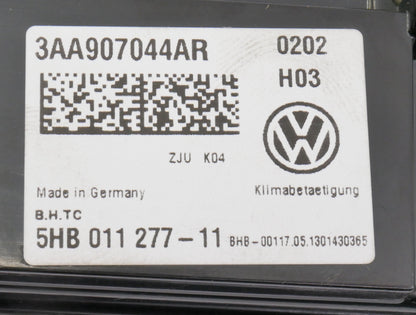 3AA907044AR 0202
H03
ZJU K04
Made in Germany Klimabetaetigung
B.H.TC
5HB 011 277-11 BHB-00117.05.1301430365